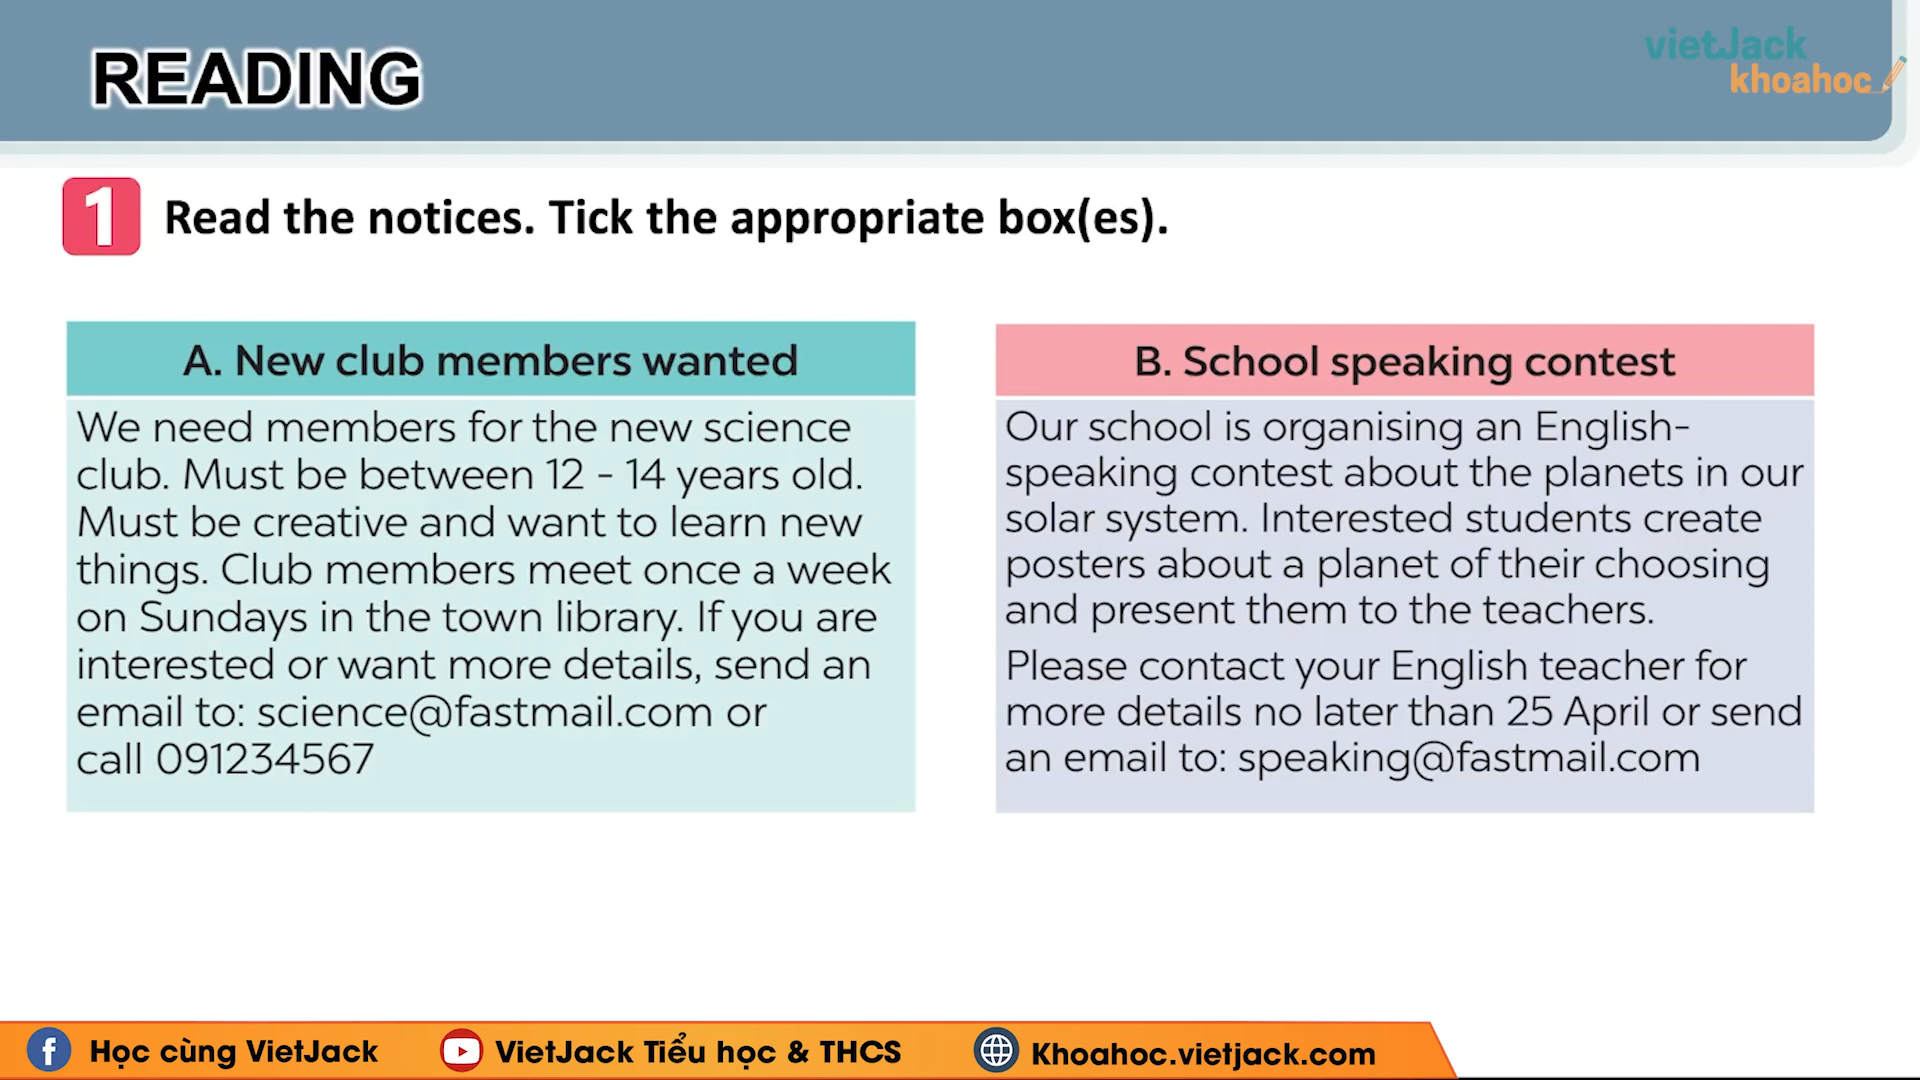 READING
vietJack
khoahoc
1 Read the notices. Tick the appropriate box(es).
A. New club members wanted
We need members for the new science
club. Must be between 12 - 14 years old.
Must be creative and want to learn new
things. Club members meet once a week
on Sundays in the town library. If you are
interested or want more details, send an
email to: science@fastmail.com or
call 091234567
B. School speaking contest
Our school is organising an English-
speaking contest about the planets in our
solar system. Interested students create
posters about a planet of their choosing
and present them to the teachers.
Please contact your English teacher for
more details no later than 25 April or send
an email to: speaking@fastmail.com
f Học cùng VietJack
VietJack Tiểu học & THCS
Khoahoc.vietjack.com